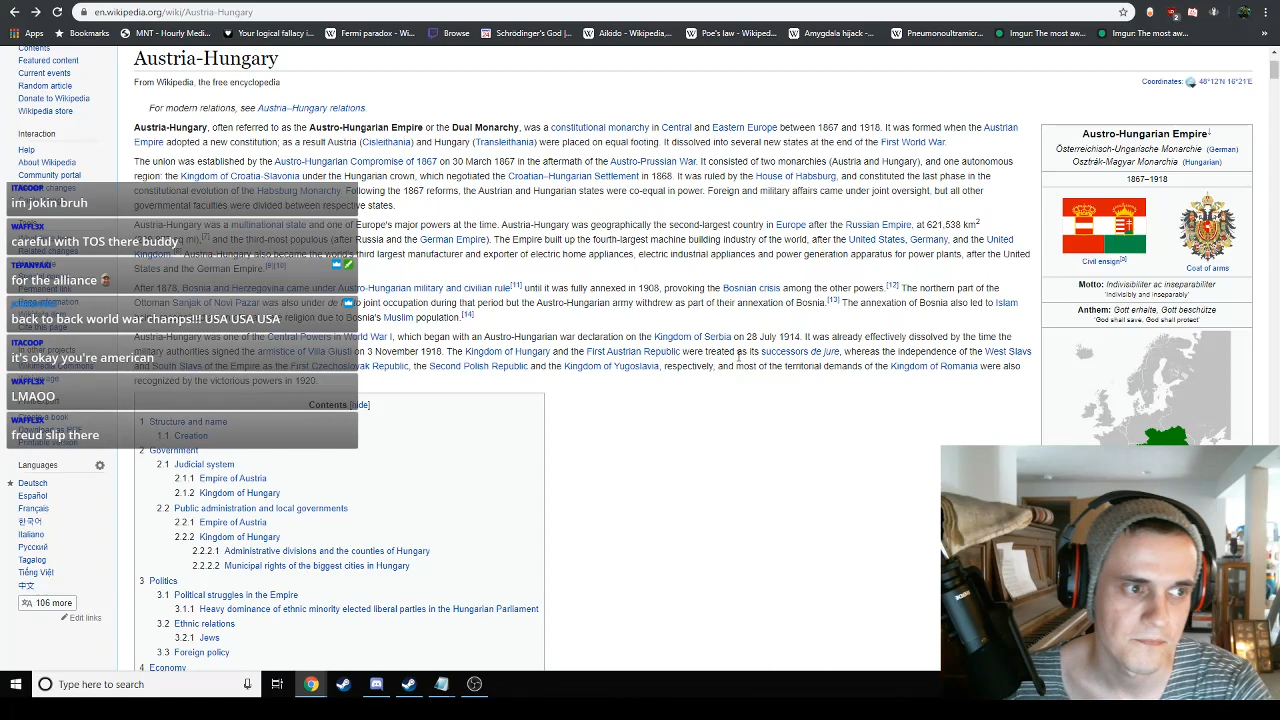 en.wikipedia.org/wiki/Austria-Hungary
Apps Bookmarks MNT - Hourly Medi... Your logical fallacy i... Fermi paradox - Wi... Browse Schrödinger's God |... Aikido - Wikipedia,... Poe's law - Wikiped... Amygdala hijack -... Pneumonoultramicr... Imgur: The most aw... Imgur: The most aw...
Contents
Featured content
Current events
Random article
Donate to Wikipedia
Wikipedia store
Interaction
Help
About Wikipedia
Community portal
Tools
Languages
Deutsch
Español
Français
한국어
Italiano
Русский
Tagalog
Tiếng Việt
中文
106 more
Edit links
ITACOOP
im jokin bruh
WAFFL3X
careful with TOS there buddy
for the alliance
back to back world war champs!!! USA USA USA
ITACOOP
it's okay you're american
WAFFL3X
LMAOO
WAFFL3X
freud slip there
Austria-Hungary
From Wikipedia, the free encyclopedia
Coordinates: 48°12′N 16°21′E
For modern relations, see Austria–Hungary relations.
Austria-Hungary, often referred to as the Austro-Hungarian Empire or the Dual Monarchy, was a constitutional monarchy in Central and Eastern Europe between 1867 and 1918. It was formed when the Austrian
Empire adopted a new constitution; as a result Austria (Cisleithania) and Hungary (Transleithania) were placed on equal footing. It dissolved into several new states at the end of the First World War.
The union was established by the Austro-Hungarian Compromise of 1867 on 30 March 1867 in the aftermath of the Austro-Prussian War. It consisted of two monarchies (Austria and Hungary), and one autonomous
region: the Kingdom of Croatia-Slavonia under the Hungarian crown, which negotiated the Croatian–Hungarian Settlement in 1868. It was ruled by the House of Habsburg, and constituted the last phase in the
constitutional evolution of the Habsburg Monarchy. Following the 1867 reforms, the Austrian and Hungarian states were co-equal in power. Foreign and military affairs came under joint oversight, but all other
governmental faculties were divided between respective states.
Austria-Hungary was a multinational state and one of Europe's major powers at the time. Austria-Hungary was geographically the second-largest country in Europe after the Russian Empire, at 621,538 km2
sq mi),[7] and the third-most populous (after Russia and the German Empire). The Empire built up the fourth-largest machine building industry of the world, after the United States, Germany, and the United
Kingdom. Austria-Hungary also became the world's third largest manufacturer and exporter of electric home appliances, electric industrial appliances and power generation apparatus for power plants, after the United
States and the German Empire.[9][10]
After 1878, Bosnia and Herzegovina came under Austro-Hungarian military and civilian rule[11] until it was fully annexed in 1908, provoking the Bosnian crisis among the other powers.[12] The northern part of the
Ottoman Sanjak of Novi Pazar was also under de facto joint occupation during that period but the Austro-Hungarian army withdrew as part of their annexation of Bosnia.[13] The annexation of Bosnia also led to Islam
religion due to Bosnia's Muslim population.[14]
Austria-Hungary was one of the Central Powers in World War I, which began with an Austro-Hungarian war declaration on the Kingdom of Serbia on 28 July 1914. It was already effectively dissolved by the time the
military authorities signed the armistice of Villa Giusti on 3 November 1918. The Kingdom of Hungary and the First Austrian Republic were treated as its successors de jure, whereas the independence of the West Slavs
and South Slavs of the Empire as the First Czechoslovak Republic, the Second Polish Republic and the Kingdom of Yugoslavia, respectively, and most of the territorial demands of the Kingdom of Romania were also
recognized by the victorious powers in 1920.
Contents [hide]
1 Structure and name
1.1 Creation
2 Government
2.1 Judicial system
2.1.1 Empire of Austria
2.1.2 Kingdom of Hungary
2.2 Public administration and local governments
2.2.1 Empire of Austria
2.2.2 Kingdom of Hungary
2.2.2.1 Administrative divisions and the counties of Hungary
2.2.2.2 Municipal rights of the biggest cities in Hungary
3 Politics
3.1 Political struggles in the Empire
3.1.1 Heavy dominance of ethnic minority elected liberal parties in the Hungarian Parliament
3.2 Ethnic relations
3.2.1 Jews
3.3 Foreign policy
4 Economy
Austro-Hungarian Empire
Österreichisch-Ungarische Monarchie (German)
Osztrák-Magyar Monarchia (Hungarian)
1867–1918
Civil ensign[3]
Coat of arms
Motto: Indivisibiliter ac inseparabiliter
'Indivisibly and inseparably'
Anthem: Gott erhalte, Gott beschütze
'God shall save, God shall protect'
Type here to search